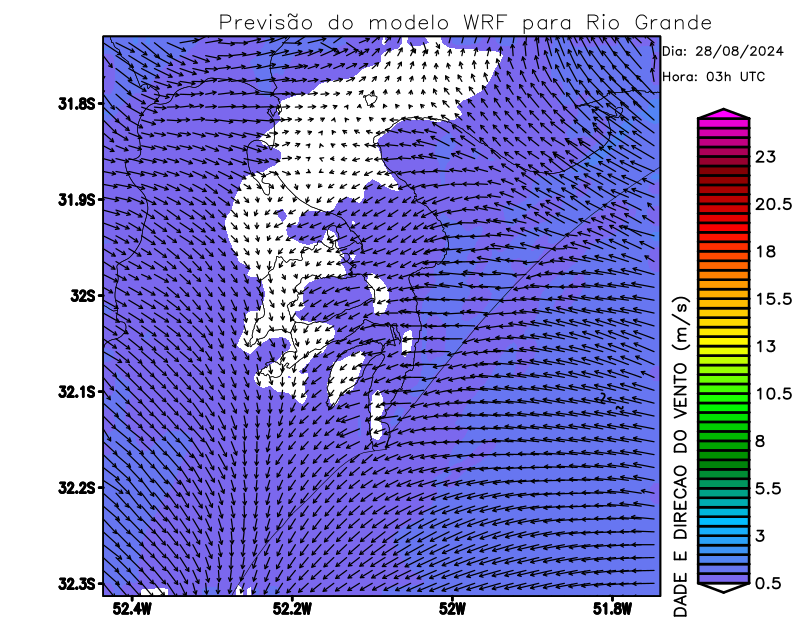 Previsão do modelo WRF para Rio Grande
Dia: 28/08/2024
Hora: 03h UTC
31.8S
31.9S
32S
32.1S
32.2S
32.3S
52.4W
52.2W
52W
51.8W
23
20.5
18
15.5
13
10.5
8
5.5
3
0.5
DADE E DIRECAO DO VENTO (m/s)